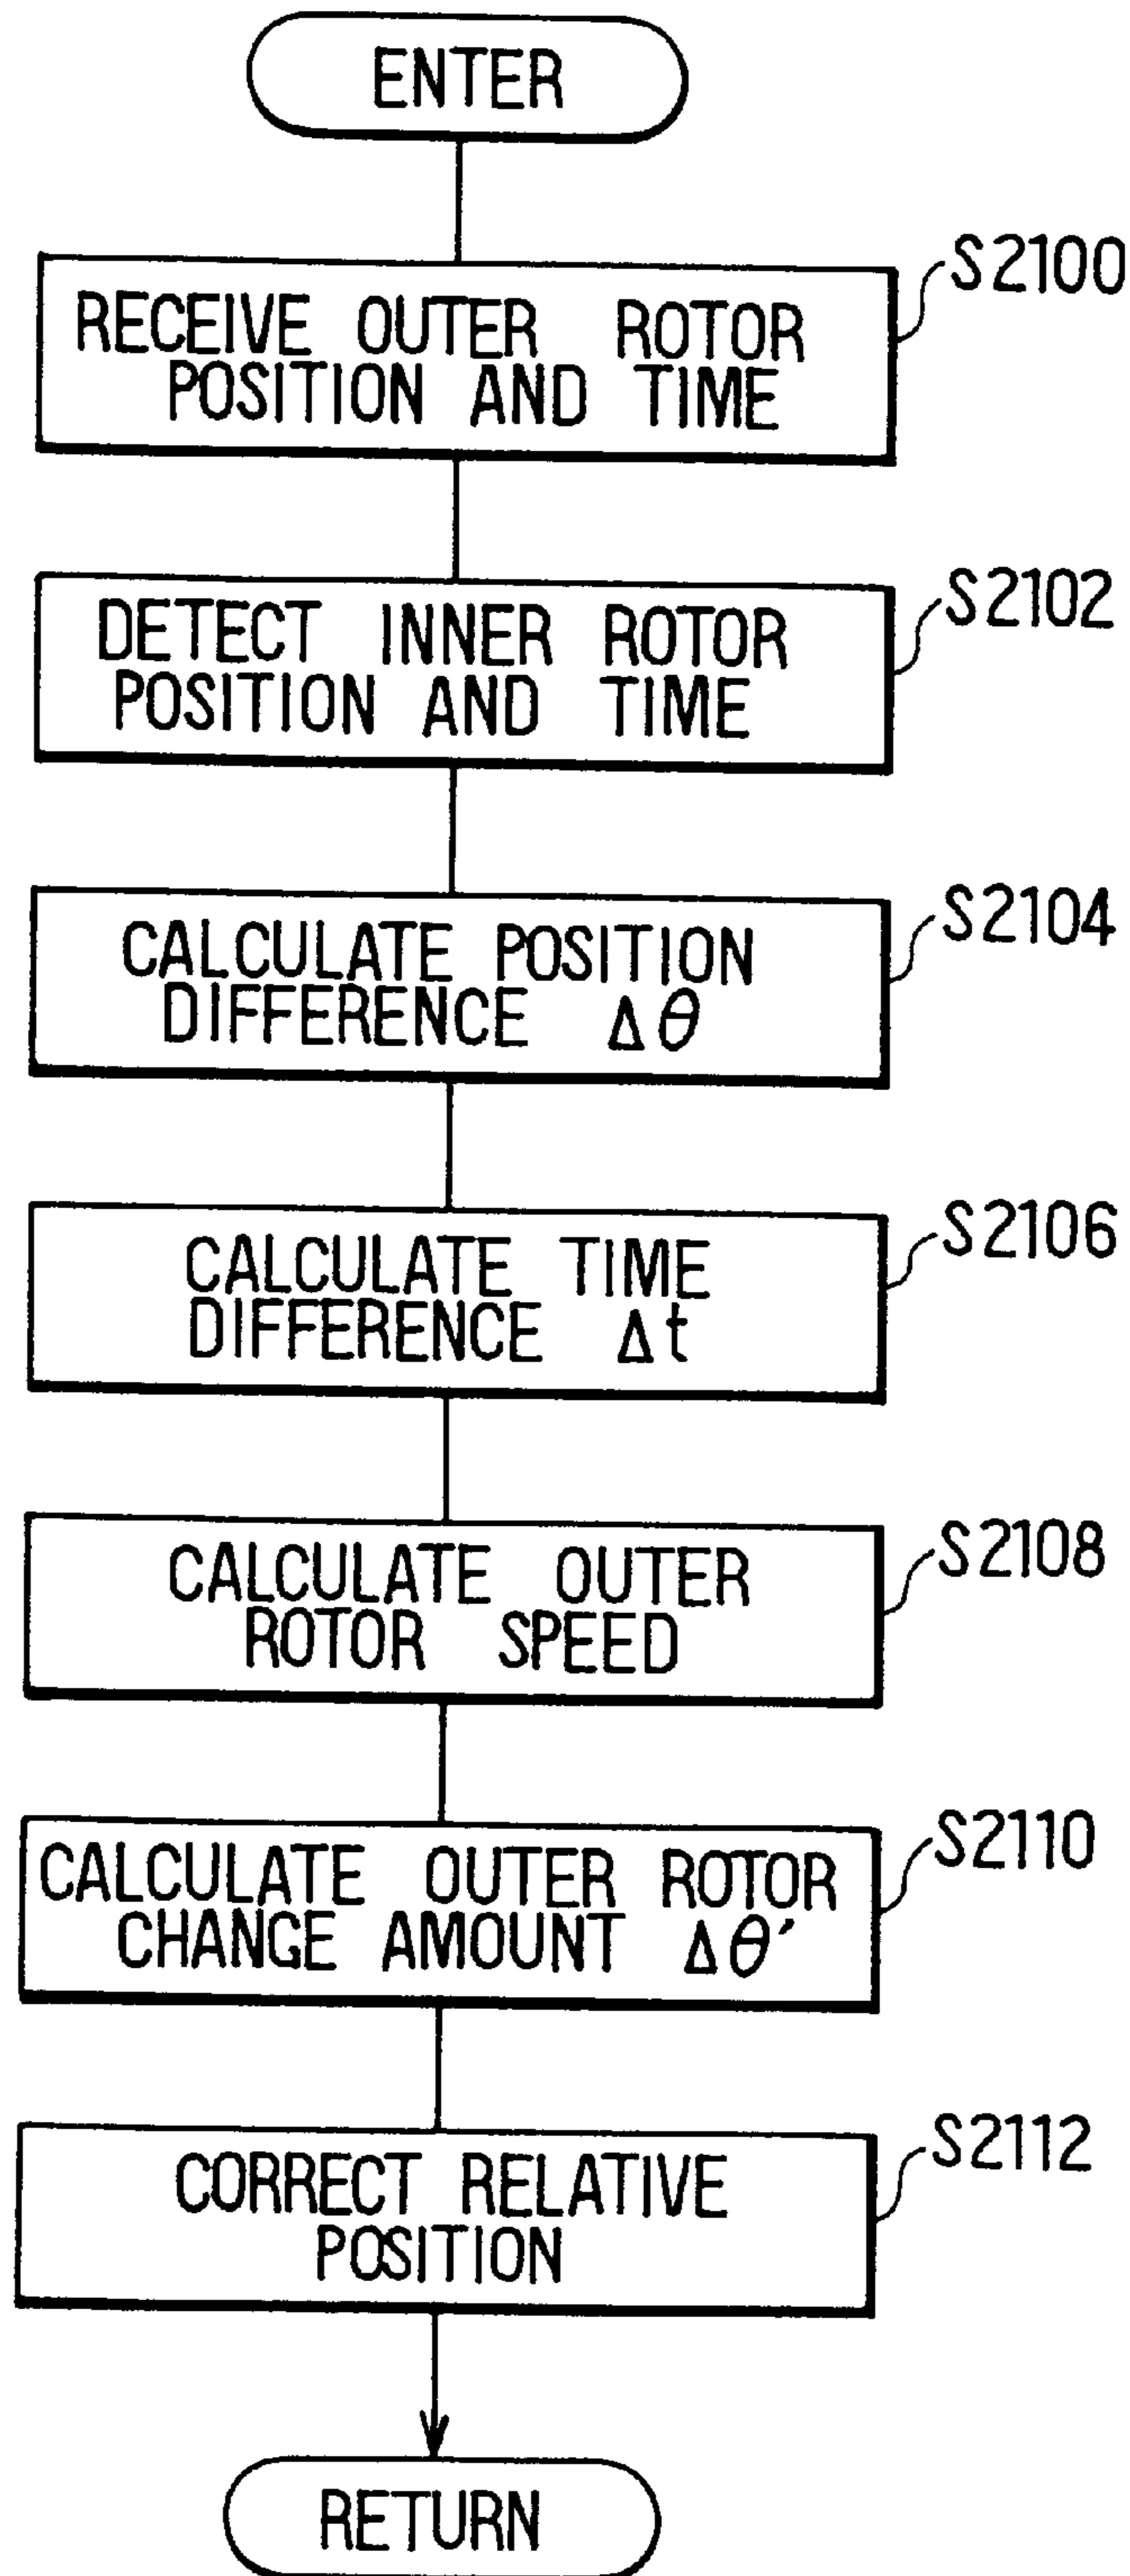 ENTER
S2100
RECEIVE OUTER ROTOR
POSITION AND TIME
S2102
DETECT INNER ROTOR
POSITION AND TIME
S2104
CALCULATE POSITION
DIFFERENCE Δθ
S2106
CALCULATE TIME
DIFFERENCE Δt
S2108
CALCULATE OUTER
ROTOR SPEED
S2110
CALCULATE OUTER ROTOR
CHANGE AMOUNT Δθ'
S2112
CORRECT RELATIVE
POSITION
RETURN